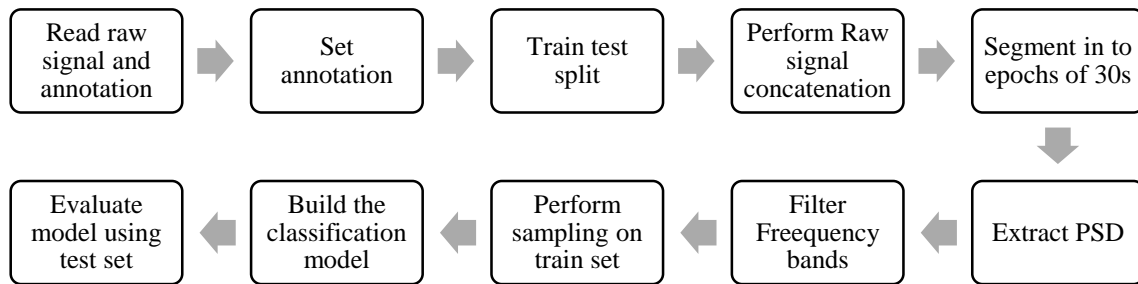 Read raw
signal and
annotation
Set
annotation
Train test
split
Perform Raw
signal
concatenation
Segment in to
epochs of 30s
Extract PSD
Filter
Freequency
bands
Perform
sampling on
train set
Build the
classification
model
Evaluate
model using
test set